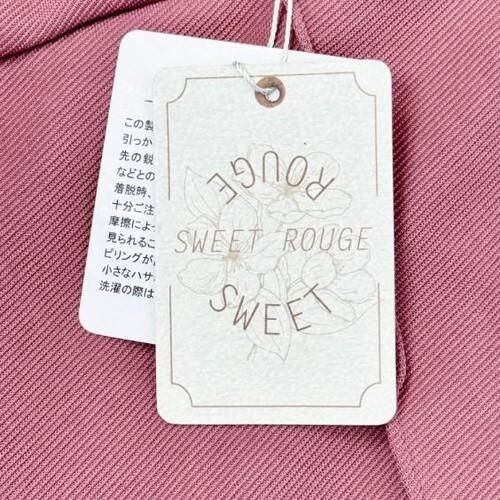 ROUGE
SWEET ROUGE
SWEET
この製
引っか
先の鋭
などとの
着脱時、
十分ご注
摩擦によっ
見られるこ
ピリングが
小さなハサ
洗濯の際は